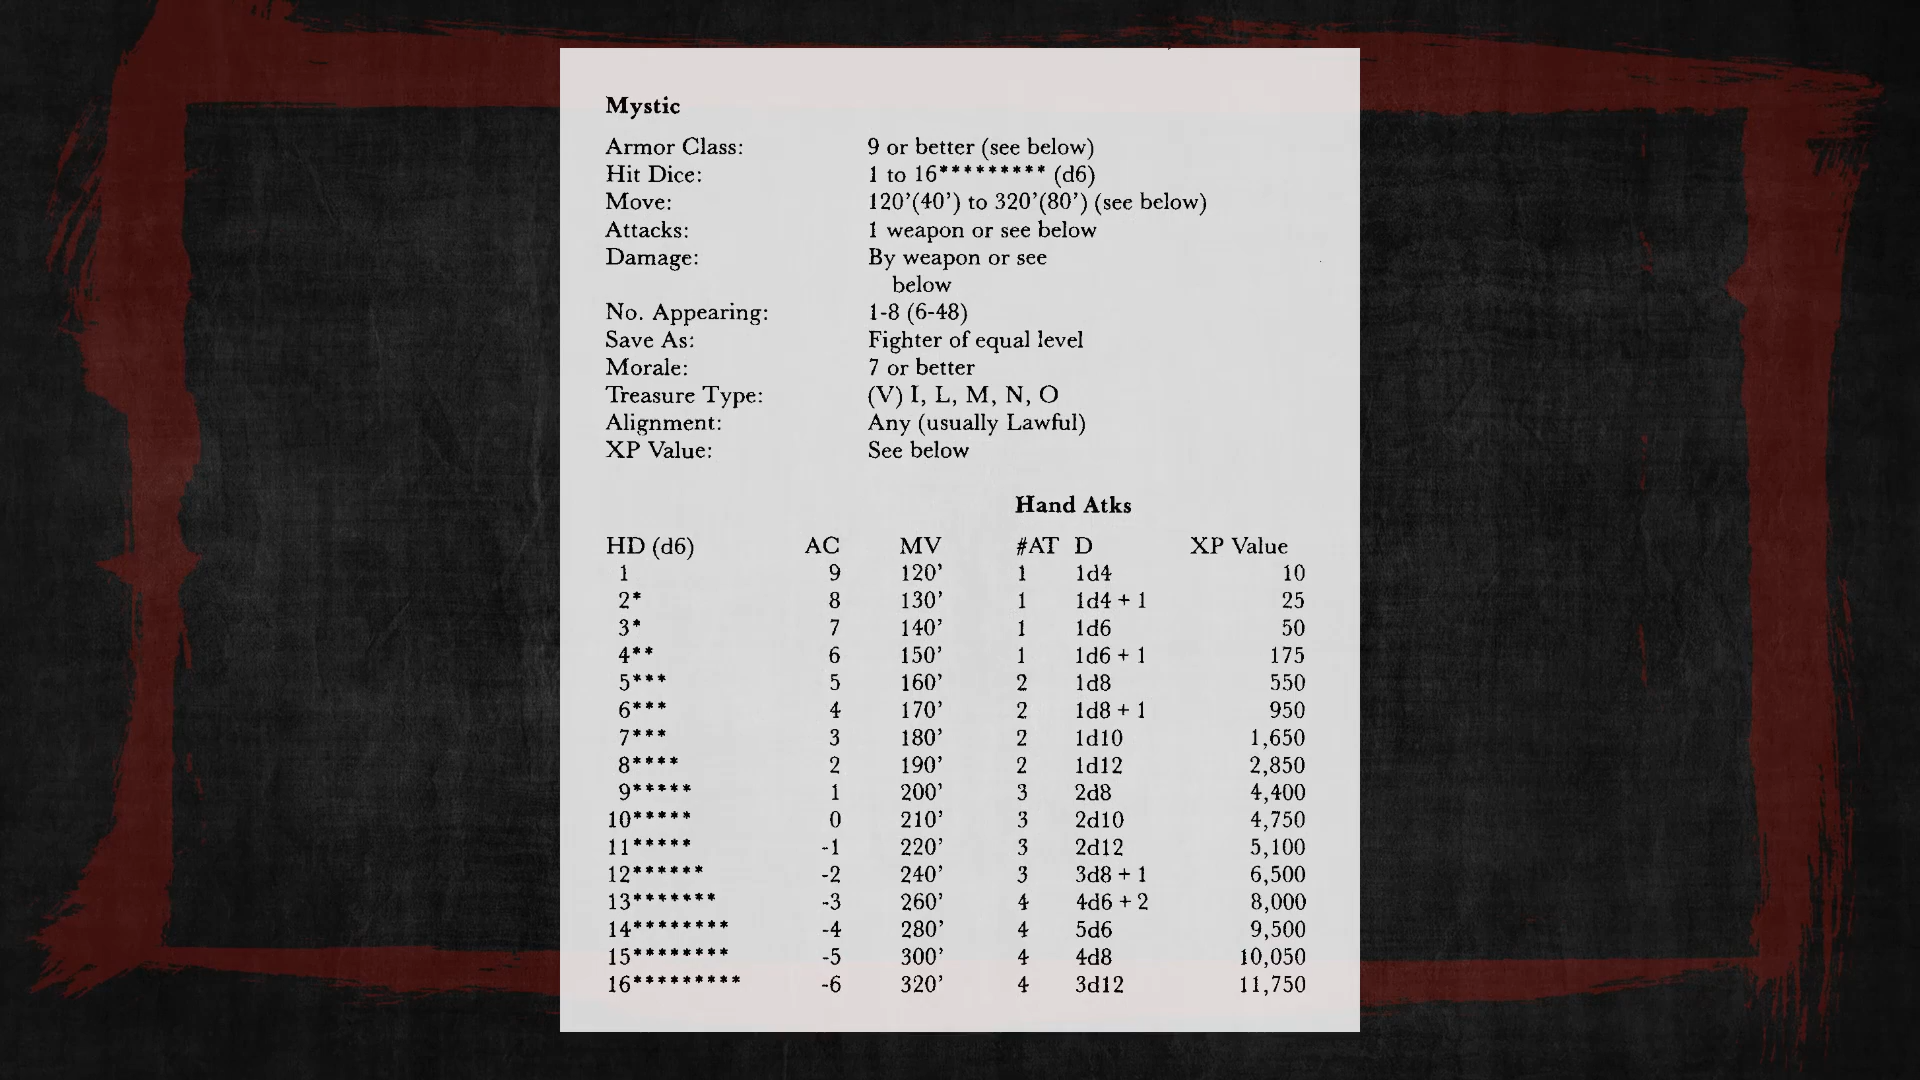 Mystic
Armor Class: 9 or better (see below)
Hit Dice: 1 to 16********* (d6)
Move: 120’(40’) to 320’(80’) (see below)
Attacks: 1 weapon or see below
Damage: By weapon or see
below
No. Appearing: 1-8 (6-48)
Save As: Fighter of equal level
Morale: 7 or better
Treasure Type: (V) I, L, M, N, O
Alignment: Any (usually Lawful)
XP Value: See below
Hand Atks
HD (d6) AC MV #AT D XP Value
1 9 120’ 1 1d4 10
2* 8 130’ 1 1d4 + 1 25
3* 7 140’ 1 1d6 50
4** 6 150’ 1 1d6 + 1 175
5*** 5 160’ 2 1d8 550
6*** 4 170’ 2 1d8 + 1 950
7*** 3 180’ 2 1d10 1,650
8**** 2 190’ 2 1d12 2,850
9***** 1 200’ 3 2d8 4,400
10***** 0 210’ 3 2d10 4,750
11***** -1 220’ 3 2d12 5,100
12****** -2 240’ 3 3d8 + 1 6,500
13******* -3 260’ 4 4d6 + 2 8,000
14******** -4 280’ 4 5d6 9,500
15******** -5 300’ 4 4d8 10,050
16********* -6 320’ 4 3d12 11,750